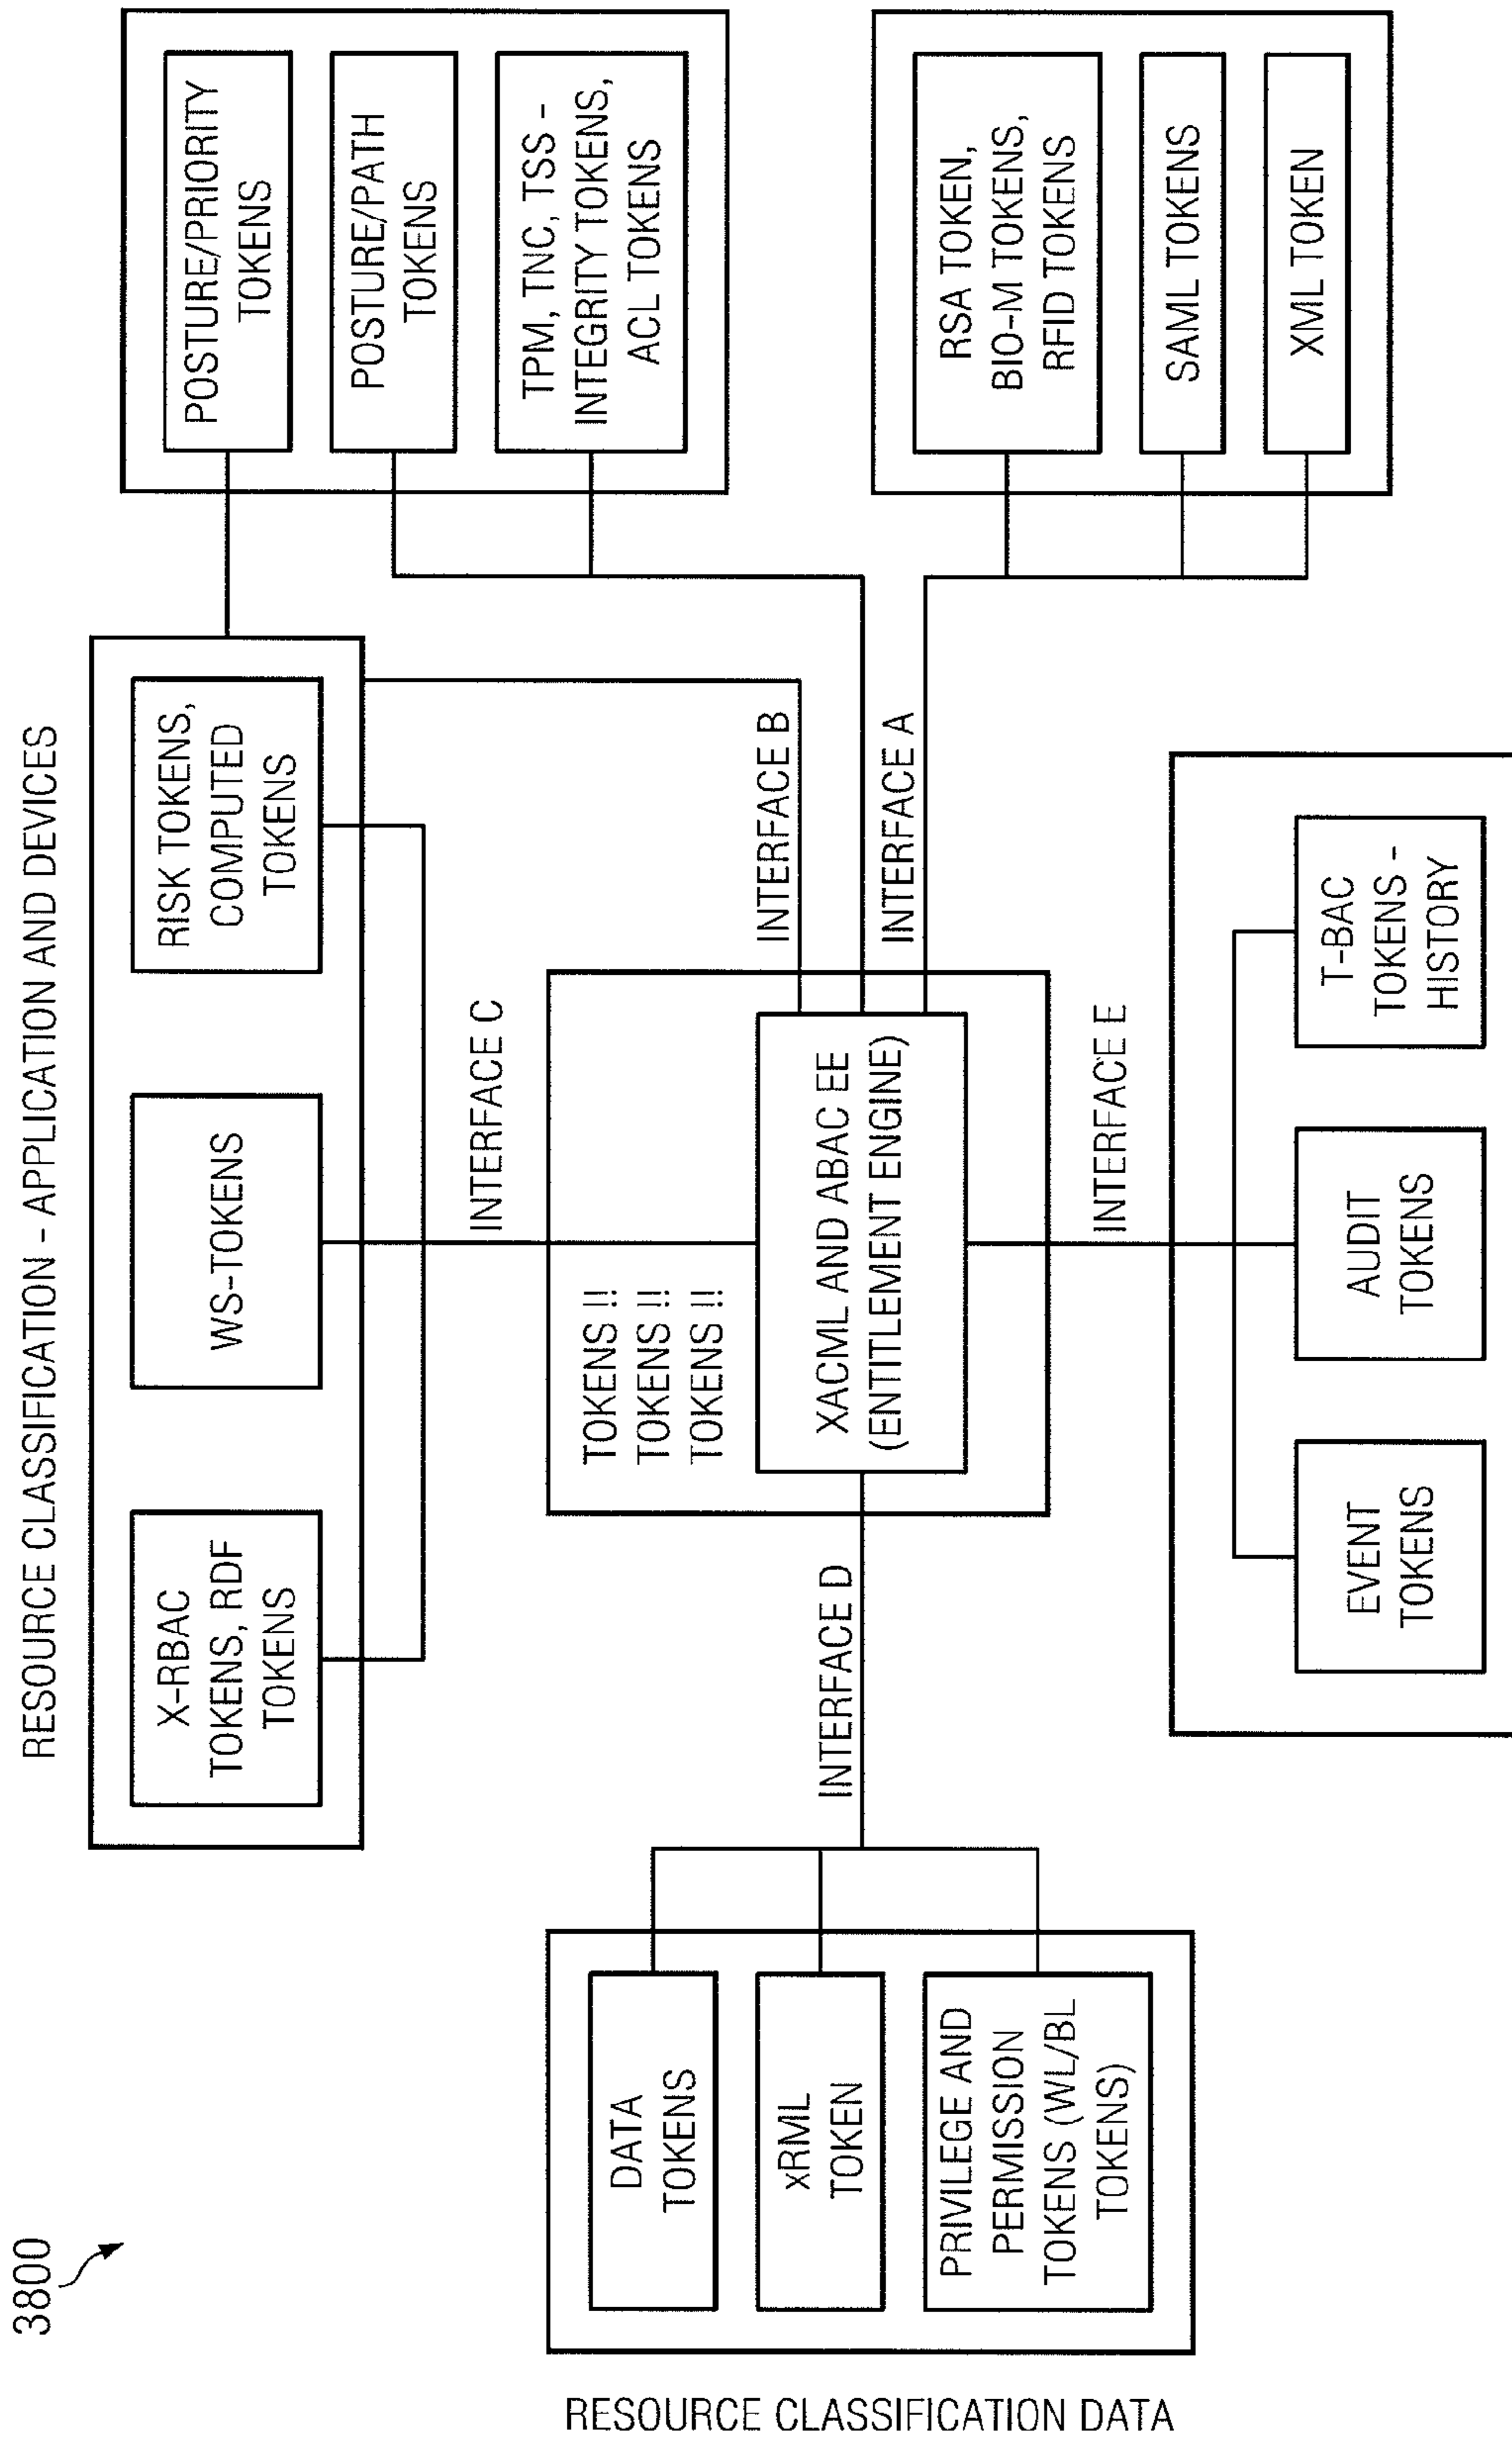 3800
RESOURCE CLASSIFICATION - APPLICATION AND DEVICES
X-RBAC
TOKENS, RDF
TOKENS
WS-TOKENS
RISK TOKENS,
COMPUTED
TOKENS
POSTURE/PRIORITY
TOKENS
POSTURE/PATH
TOKENS
TPM, TNC, TSS -
INTEGRITY TOKENS,
ACL TOKENS
INTERFACE C
INTERFACE B
INTERFACE A
TOKENS !!
TOKENS !!
TOKENS !!
XACML AND ABAC EE
(ENTITLEMENT ENGINE)
INTERFACE D
INTERFACE E
RESOURCE CLASSIFICATION DATA
DATA
TOKENS
xRML
TOKEN
PRIVILEGE AND
PERMISSION
TOKENS (WL/BL
TOKENS)
RSA TOKEN,
BIO-M TOKENS,
RFID TOKENS
SAML TOKENS
XML TOKEN
EVENT
TOKENS
AUDIT
TOKENS
T-BAC
TOKENS -
HISTORY